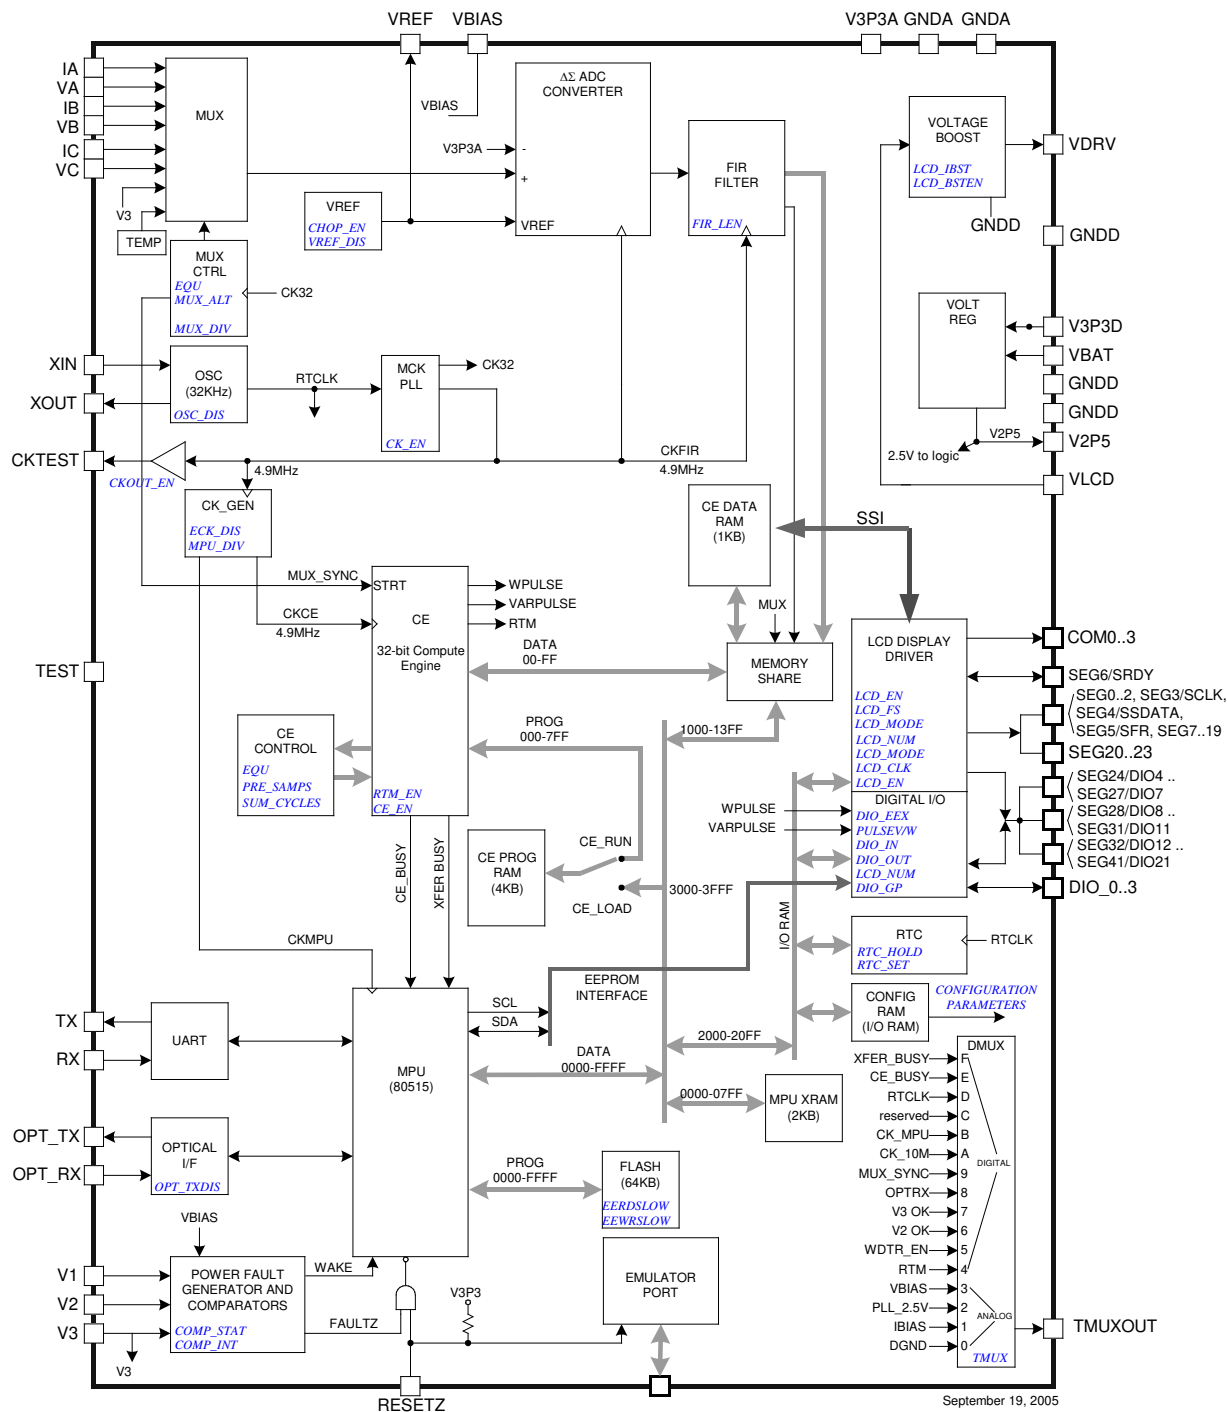 VREF VBIAS V3P3A GNDA GNDA
IA
VA
IB
VB
IC
VC
MUX
V3
TEMP
VBIAS
ΔΣ ADC
CONVERTER
V3P3A
-
+
VREF
VREF
CHOP_EN
VREF_DIS
FIR
FILTER
FIR_LEN
VOLTAGE
BOOST
LCD_IBST
LCD_BSTEN
GNDD
VDRV
GNDD
MUX
CTRL
EQU
MUX_ALT
MUX_DIV
CK32
VOLT
REG
V3P3D
VBAT
GNDD
GNDD
V2P5
V2P5
2.5V to logic
VLCD
XIN
XOUT
OSC
(32KHz)
OSC_DIS
RTCLK
MCK
PLL
CK_EN
CK32
CKTEST
CKOUT_EN
4.9MHz
CKFIR
4.9MHz
CK_GEN
ECK_DIS
MPU_DIV
CE DATA
RAM
(1KB)
SSI
MUX_SYNC
STRT
CKCE
4.9MHz
CE
32-bit Compute
Engine
RTM_EN
CE_EN
WPULSE
VARPULSE
RTM
DATA
00-FF
MUX
MEMORY
SHARE
TEST
LCD DISPLAY
DRIVER
LCD_EN
LCD_FS
LCD_MODE
LCD_NUM
LCD_MODE
LCD_CLK
LCD_EN
DIGITAL I/O
DIO_EEX
PULSEV/W
DIO_IN
DIO_OUT
LCD_NUM
DIO_GP
COM0..3
SEG6/SRDY
SEG0..2, SEG3/SCLK,
SEG4/SSDATA,
SEG5/SFR, SEG7..19
SEG20..23
SEG24/DIO4 ..
SEG27/DIO7
SEG28/DIO8 ..
SEG31/DIO11
SEG32/DIO12 ..
SEG41/DIO21
DIO_0..3
CE
CONTROL
EQU
PRE_SAMPS
SUM_CYCLES
PROG
000-7FF
1000-13FF
WPULSE
VARPULSE
CE_BUSY
XFER BUSY
CE PROG
RAM
(4KB)
CE_RUN
CE_LOAD
3000-3FFF
I/O RAM
RTC
RTC_HOLD
RTC_SET
RTCLK
CKMPU
EEPROM
INTERFACE
SCL
SDA
CONFIG
RAM
(I/O RAM)
CONFIGURATION
PARAMETERS
TX
RX
UART
MPU
(80515)
DATA
0000-FFFF
2000-20FF
0000-07FF
MPU XRAM
(2KB)
OPT_TX
OPT_RX
OPTICAL
I/F
OPT_TXDIS
PROG
0000-FFFF
FLASH
(64KB)
EERDSLOW
EEWRSLOW
DMUX
XFER_BUSY F
CE_BUSY E
RTCLK D
reserved C
CK_MPU B
CK_10M A
MUX_SYNC 9
OPTRX 8
V3 OK 7
V2 OK 6
WDTR_EN 5
RTM 4
VBIAS 3
PLL_2.5V 2
IBIAS 1
DGND 0
DIGITAL
ANALOG
TMUX
TMUXOUT
VBIAS
V1
V2
V3
V3
POWER FAULT
GENERATOR AND
COMPARATORS
COMP_STAT
COMP_INT
WAKE
FAULTZ
V3P3
EMULATOR
PORT
RESETZ
September 19, 2005